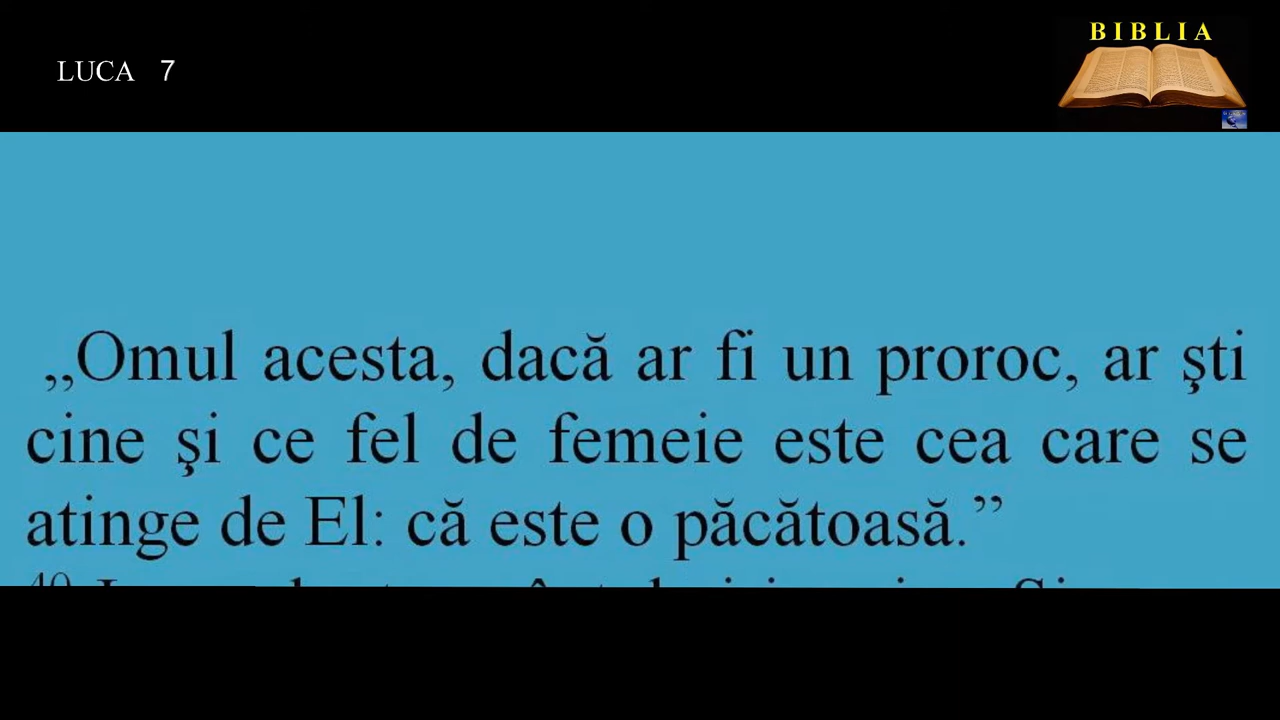 BIBLIA
LUCA 7
„Omul acesta, dacă ar fi un proroc, ar şti
cine şi ce fel de femeie este cea care se
atinge de El: că este o păcătoasă.”
40